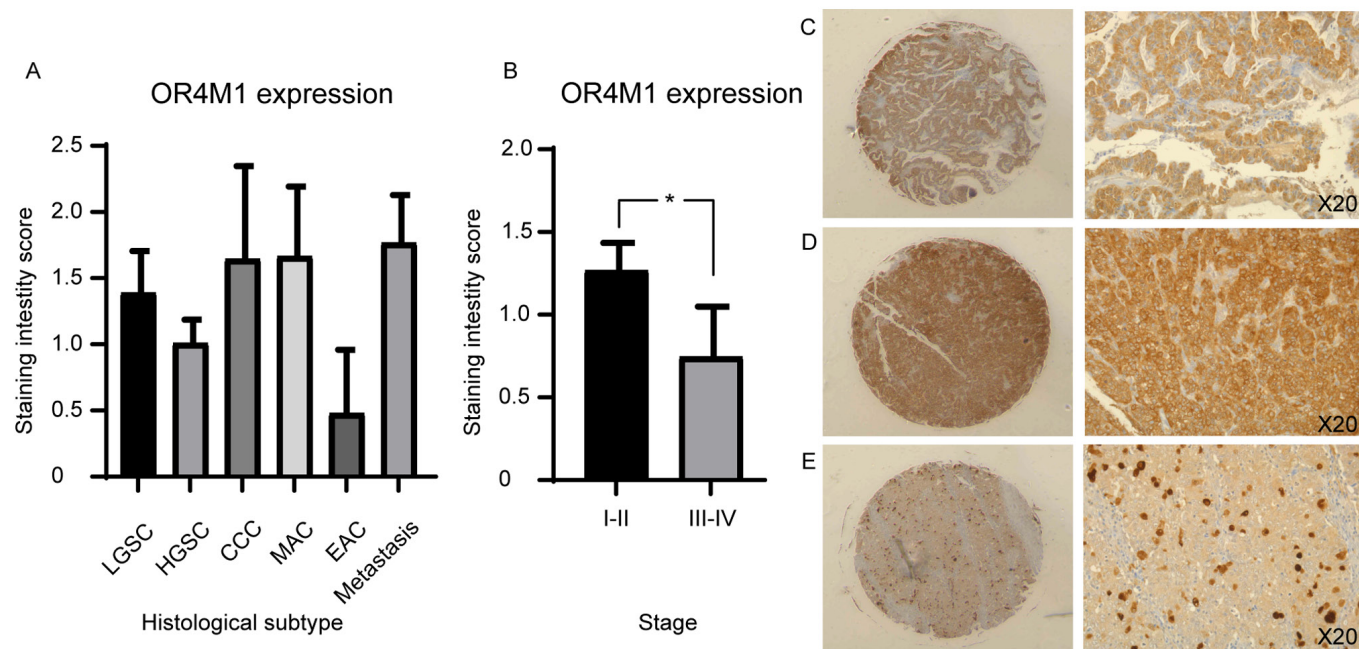 A
OR4M1 expression
Staining intestity score
2.5
2.0
1.5
1.0
0.5
0
LGSC
HGSC
CCC
MAC
EAC
Metastasis
Histological subtype
B
OR4M1 expression
Staining intestity score
2.0
1.5
1.0
0.5
0
*
I-II
III-IV
Stage
C
X20
D
X20
E
X20